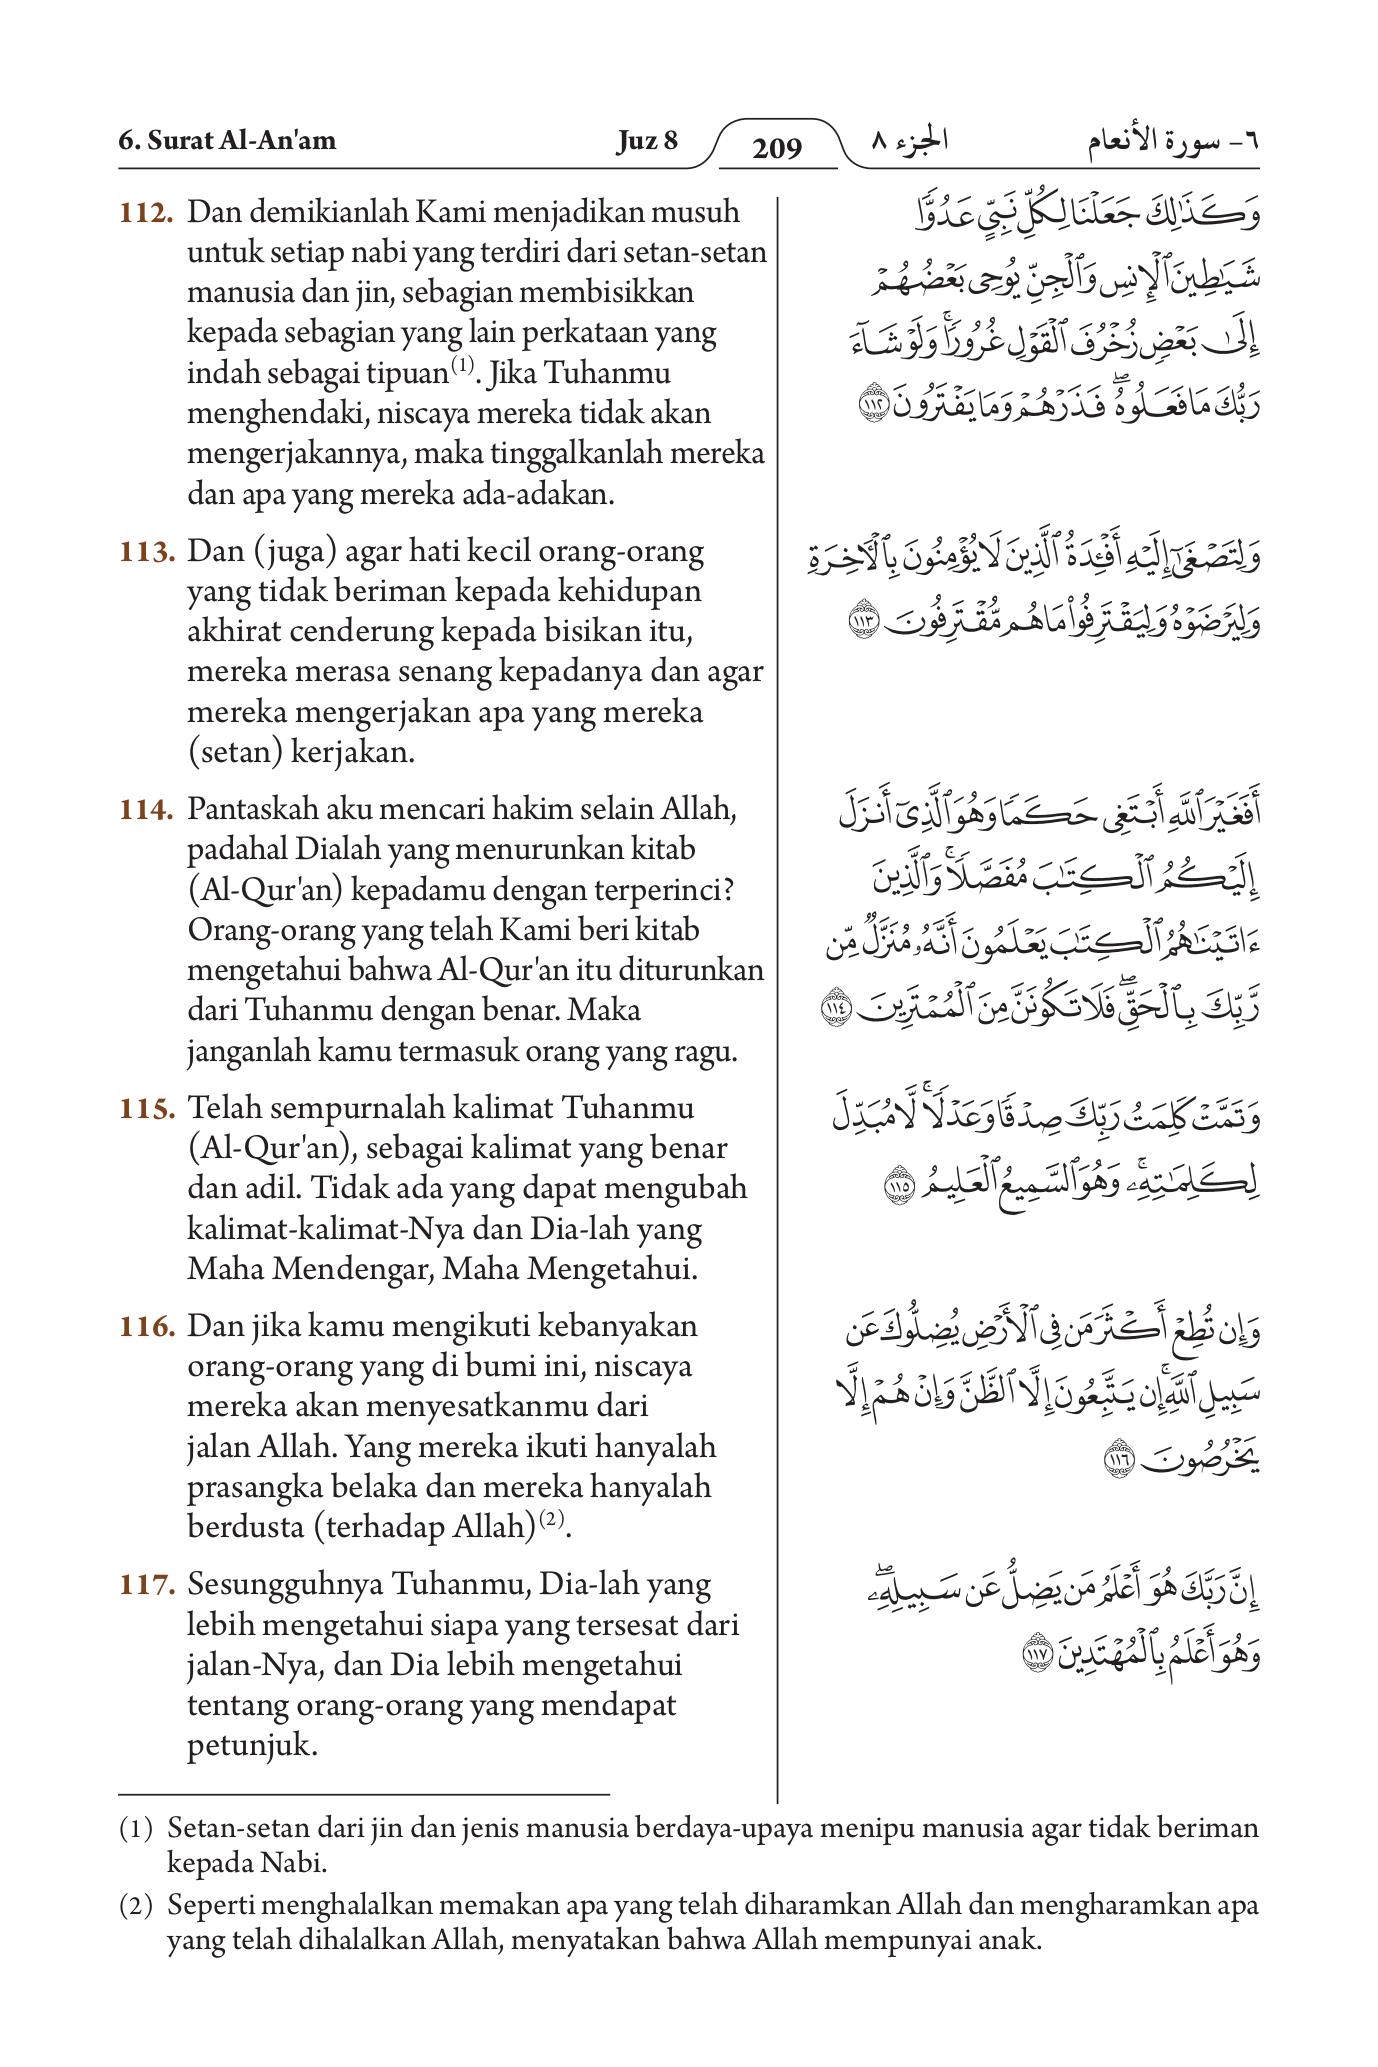 6. Surat Al-An'am
Juz 8
209
الجزء ٨
٦- سورة الأنعام
112. Dan demikianlah Kami menjadikan musuh
untuk setiap nabi yang terdiri dari setan-setan
manusia dan jin, sebagian membisikkan
kepada sebagian yang lain perkataan yang
indah sebagai tipuan(1). Jika Tuhanmu
menghendaki, niscaya mereka tidak akan
mengerjakannya, maka tinggalkanlah mereka
dan apa yang mereka ada-adakan.
وَكَذَٰلِكَ جَعَلۡنَا لِكُلِّ نَبِيٍّ عَدُوّٗا
شَيَٰطِينَ ٱلۡإِنسِ وَٱلۡجِنِّ يُوحِي بَعۡضُهُمۡ
إِلَىٰ بَعۡضٖ زُخۡرُفَ ٱلۡقَوۡلِ غُرُورٗاۚ وَلَوۡ شَآءَ
رَبُّكَ مَا فَعَلُوهُۖ فَذَرۡهُمۡ وَمَا يَفۡتَرُونَ ١١٢
113. Dan (juga) agar hati kecil orang-orang
yang tidak beriman kepada kehidupan
akhirat cenderung kepada bisikan itu,
mereka merasa senang kepadanya dan agar
mereka mengerjakan apa yang mereka
(setan) kerjakan.
وَلِتَصۡغَىٰٓ إِلَيۡهِ أَفۡـِٔدَةُ ٱلَّذِينَ لَا يُؤۡمِنُونَ بِٱلۡأٓخِرَةِ
وَلِيَرۡضَوۡهُ وَلِيَقۡتَرِفُواْ مَا هُم مُّقۡتَرِفُونَ ١١٣
114. Pantaskah aku mencari hakim selain Allah,
padahal Dialah yang menurunkan kitab
(Al-Qur'an) kepadamu dengan terperinci?
Orang-orang yang telah Kami beri kitab
mengetahui bahwa Al-Qur'an itu diturunkan
dari Tuhanmu dengan benar. Maka
janganlah kamu termasuk orang yang ragu.
أَفَغَيۡرَ ٱللَّهِ أَبۡتَغِي حَكَمٗا وَهُوَ ٱلَّذِيٓ أَنزَلَ
إِلَيۡكُمُ ٱلۡكِتَٰبَ مُفَصَّلٗاۚ وَٱلَّذِينَ
ءَاتَيۡنَٰهُمُ ٱلۡكِتَٰبَ يَعۡلَمُونَ أَنَّهُۥ مُنَزَّلٞ مِّن
رَّبِّكَ بِٱلۡحَقِّۖ فَلَا تَكُونَنَّ مِنَ ٱلۡمُمۡتَرِينَ ١١٤
115. Telah sempurnalah kalimat Tuhanmu
(Al-Qur'an), sebagai kalimat yang benar
dan adil. Tidak ada yang dapat mengubah
kalimat-kalimat-Nya dan Dia-lah yang
Maha Mendengar, Maha Mengetahui.
وَتَمَّتۡ كَلِمَتُ رَبِّكَ صِدۡقٗا وَعَدۡلٗاۚ لَّا مُبَدِّلَ
لِكَلِمَٰتِهِۦۚ وَهُوَ ٱلسَّمِيعُ ٱلۡعَلِيمُ ١١٥
116. Dan jika kamu mengikuti kebanyakan
orang-orang yang di bumi ini, niscaya
mereka akan menyesatkanmu dari
jalan Allah. Yang mereka ikuti hanyalah
prasangka belaka dan mereka hanyalah
berdusta (terhadap Allah)(2).
وَإِن تُطِعۡ أَكۡثَرَ مَن فِي ٱلۡأَرۡضِ يُضِلُّوكَ عَن
سَبِيلِ ٱللَّهِۚ إِن يَتَّبِعُونَ إِلَّا ٱلظَّنَّ وَإِنۡ هُمۡ إِلَّا
يَخۡرُصُونَ ١١٦
117. Sesungguhnya Tuhanmu, Dia-lah yang
lebih mengetahui siapa yang tersesat dari
jalan-Nya, dan Dia lebih mengetahui
tentang orang-orang yang mendapat
petunjuk.
إِنَّ رَبَّكَ هُوَ أَعۡلَمُ مَن يَضِلُّ عَن سَبِيلِهِۦۖ
وَهُوَ أَعۡلَمُ بِٱلۡمُهۡتَدِينَ ١١٧
(1) Setan-setan dari jin dan jenis manusia berdaya-upaya menipu manusia agar tidak beriman
kepada Nabi.
(2) Seperti menghalalkan memakan apa yang telah diharamkan Allah dan mengharamkan apa
yang telah dihalalkan Allah, menyatakan bahwa Allah mempunyai anak.